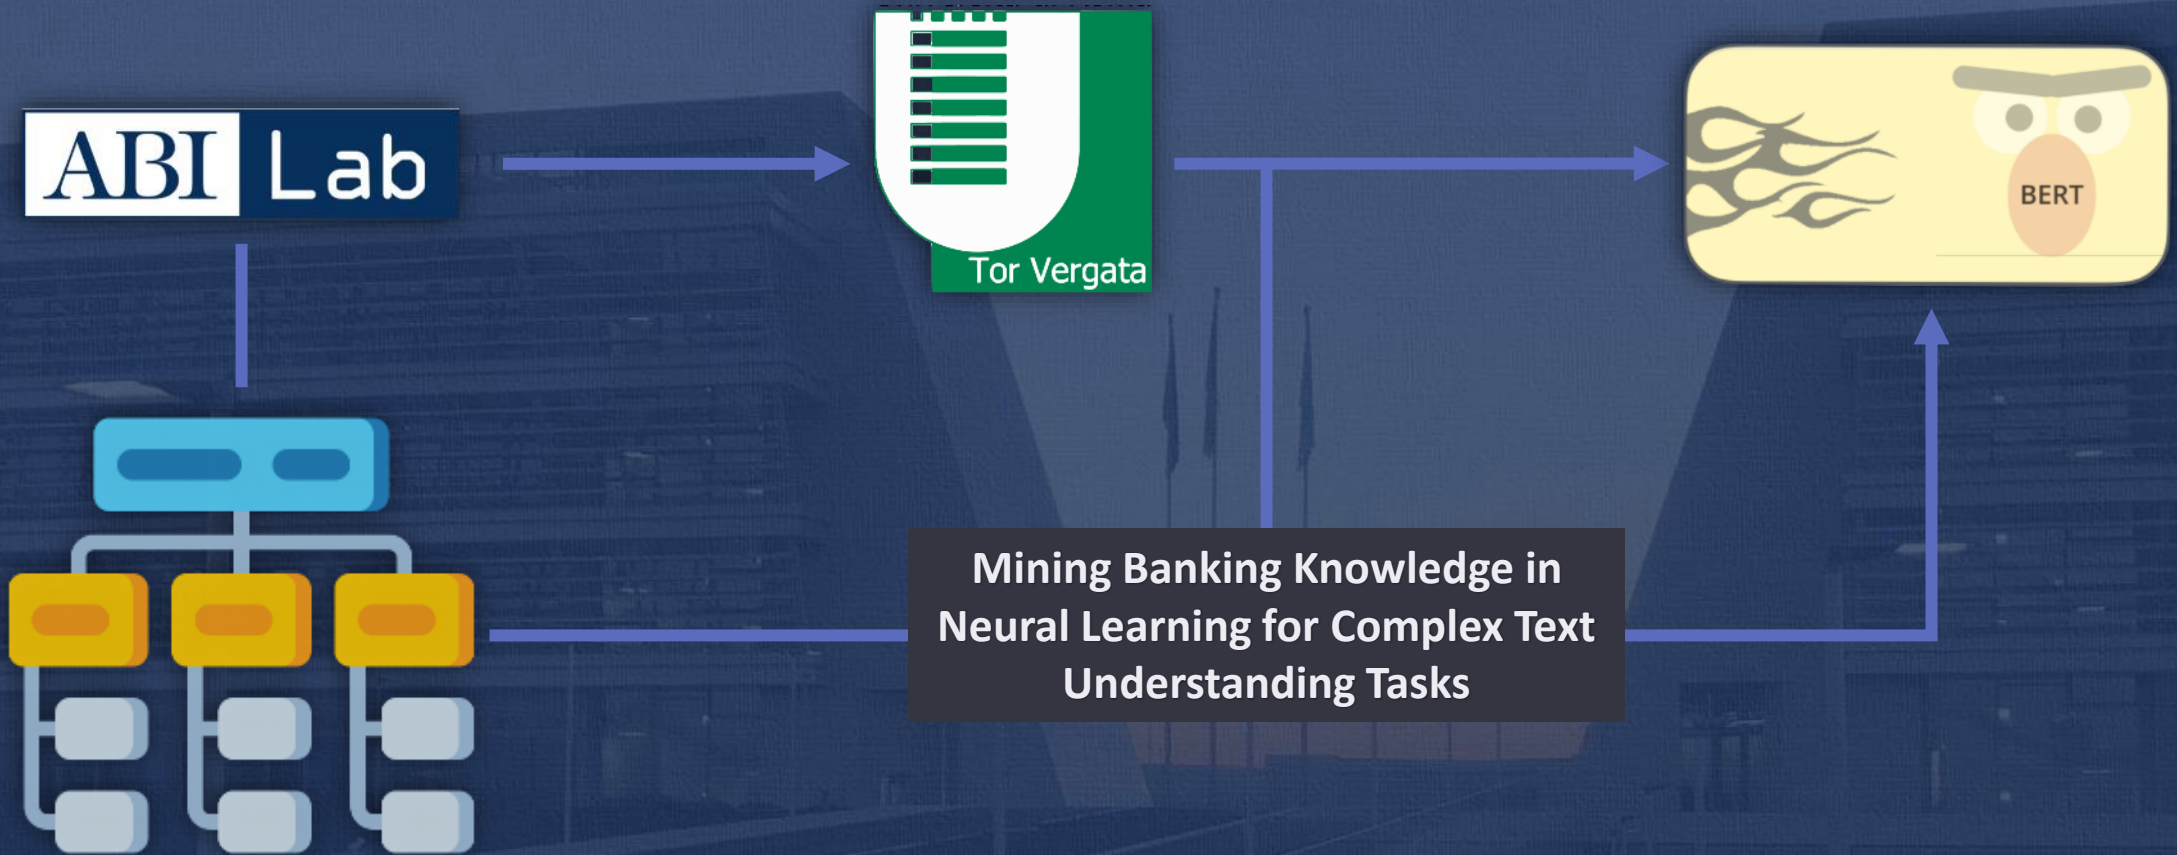 ABI Lab
Tor Vergata
BERT
Mining Banking Knowledge in
Neural Learning for Complex Text
Understanding Tasks